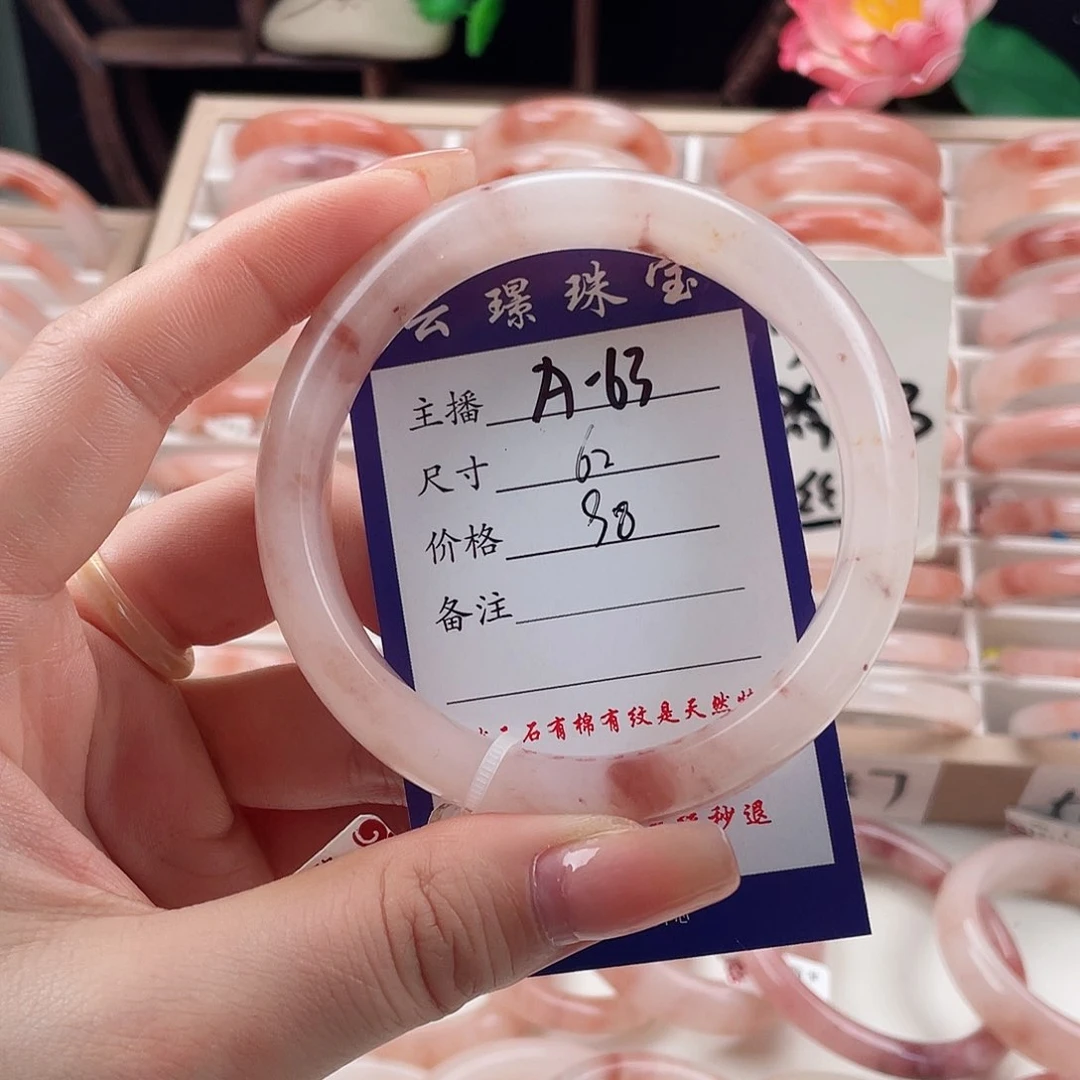 云璟珠宝
主播 A-63
尺寸 62
价格 98
备注
石有棉有纹是天然
秒退